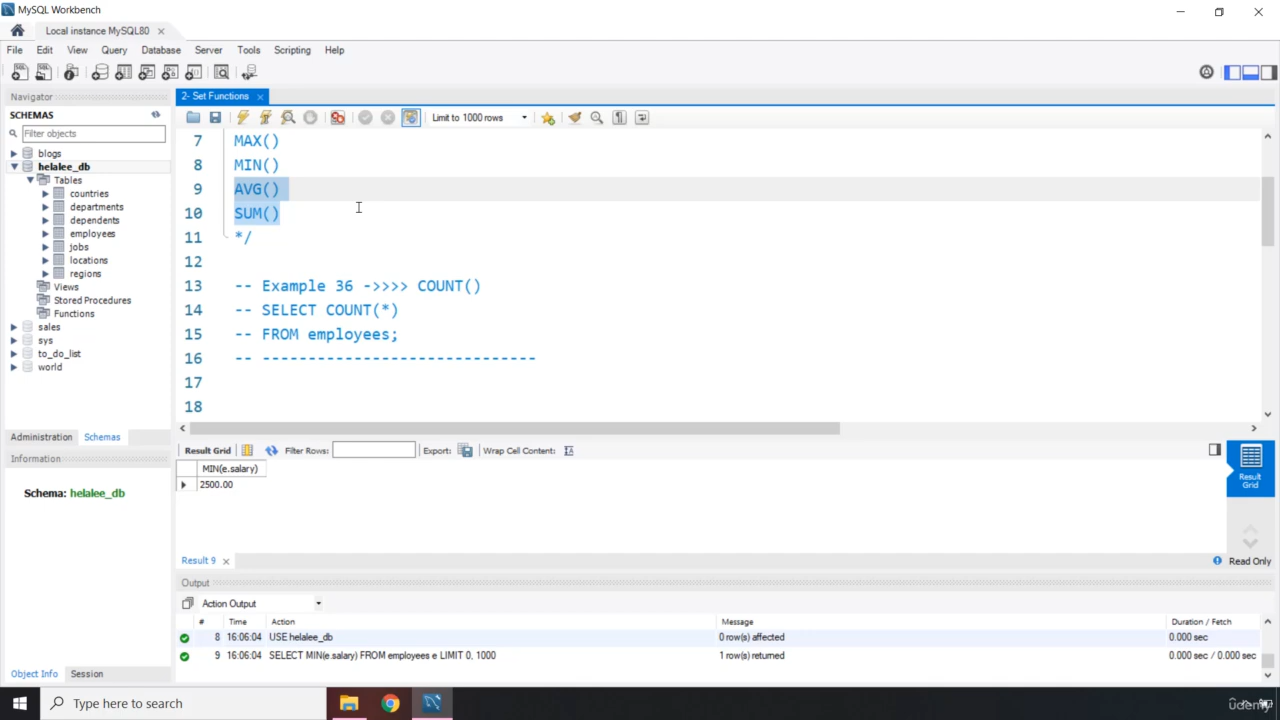 MySQL Workbench
Local instance MySQL80
File Edit View Query Database Server Tools Scripting Help
Navigator
SCHEMAS
Filter objects
blogs
helalee_db
Tables
countries
departments
dependents
employees
jobs
locations
regions
Views
Stored Procedures
Functions
sales
sys
to_do_list
world
Administration Schemas
Information
Schema: helalee_db
Object Info Session
2- Set Functions
Limit to 1000 rows
7 MAX()
8 MIN()
9 AVG()
10 SUM()
11 */
12
13 -- Example 36 ->>>> COUNT()
14 -- SELECT COUNT(*)
15 -- FROM employees;
16 -- ------------------------------
17
18
Result Grid Filter Rows: Export: Wrap Cell Content:
MIN(e.salary)
2500.00
Result Grid
Result 9
Read Only
Output
Action Output
# Time Action Message Duration / Fetch
8 16:06:04 USE helalee_db 0 row(s) affected 0.000 sec
9 16:06:04 SELECT MIN(e.salary) FROM employees e LIMIT 0, 1000 1 row(s) returned 0.000 sec / 0.000 sec
Type here to search
udemy